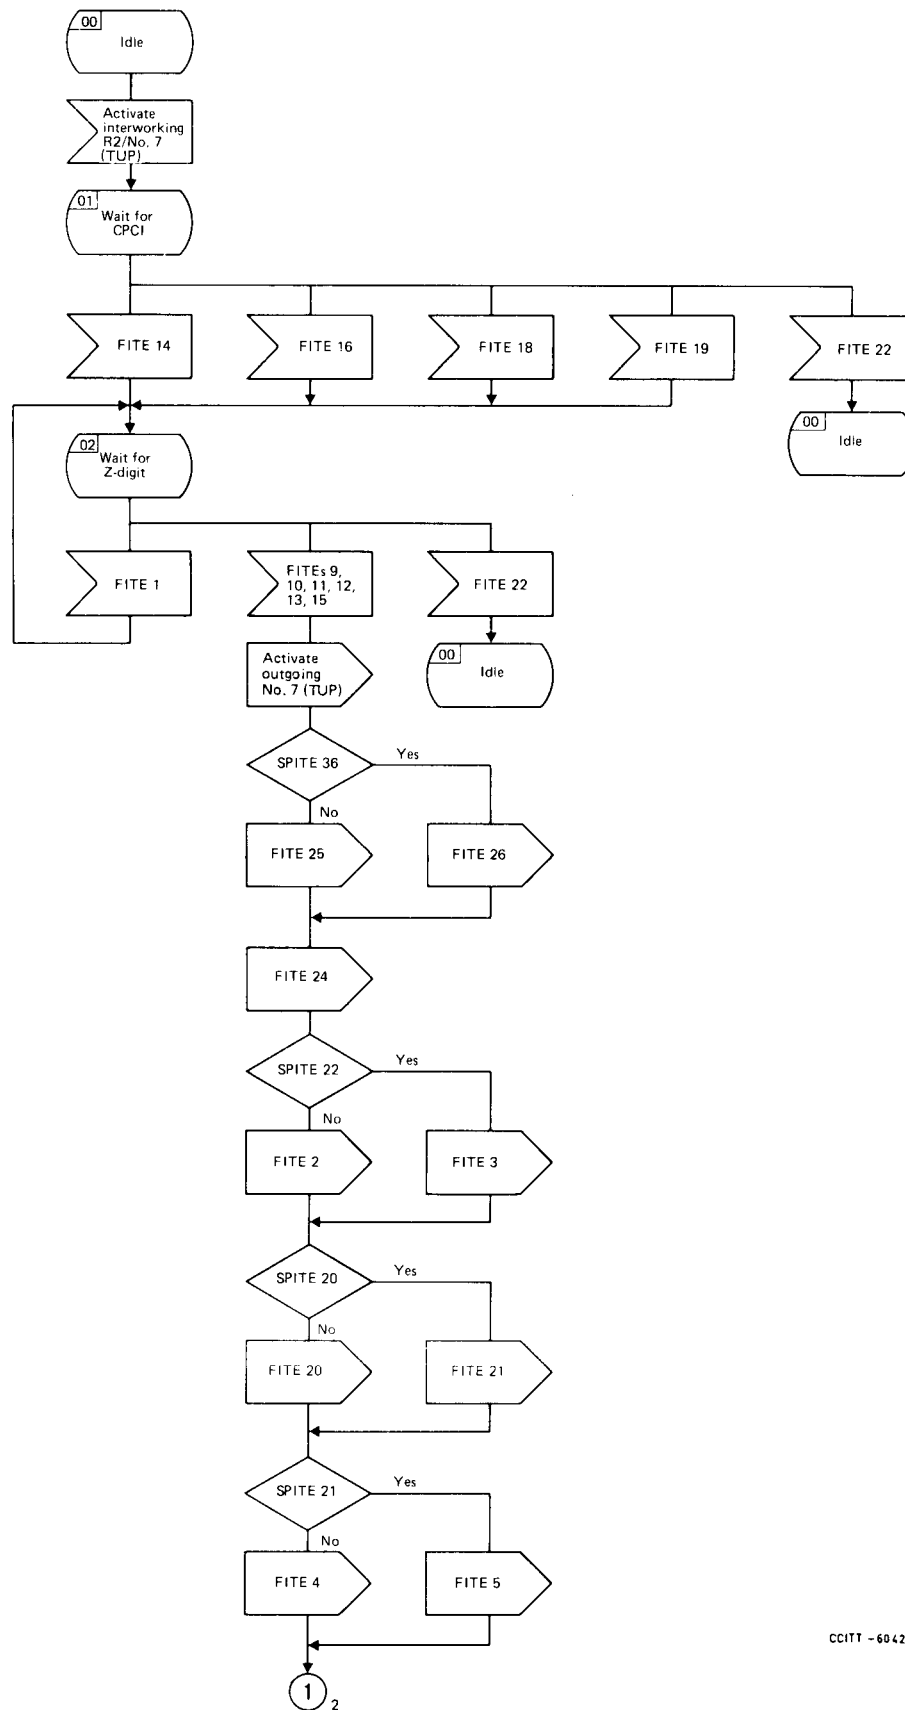 00
Idle
Activate
interworking
R2/No. 7
(TUP)
01
Wait for
CPCI
FITE 14
FITE 16
FITE 18
FITE 19
FITE 22
00
Idle
02
Wait for
Z-digit
FITE 1
FITEs 9,
10, 11, 12,
13, 15
FITE 22
00
Idle
Activate
outgoing
No. 7 (TUP)
SPITE 36
Yes
No
FITE 25
FITE 26
FITE 24
SPITE 22
Yes
No
FITE 2
FITE 3
SPITE 20
Yes
No
FITE 20
FITE 21
SPITE 21
Yes
No
FITE 4
FITE 5
CCITT - 6042
1
2